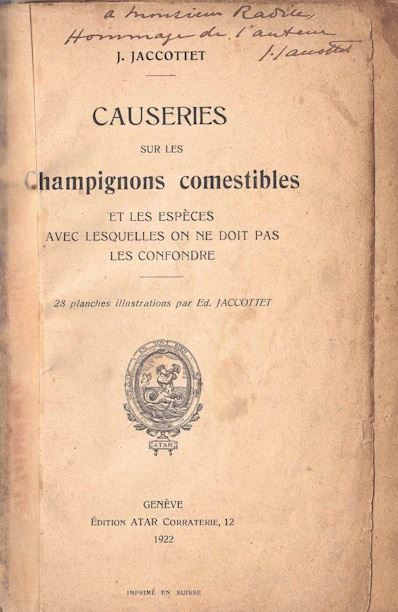 a Monsieur
Hommage de l'auteur
J. Jaccottet
J. JACCOTTET
CAUSERIES
SUR LES
Champignons comestibles
ET LES ESPÈCES
AVEC LESQUELLES ON NE DOIT PAS
LES CONFONDRE
28 planches illustrations par Ed. JACCOTTET
ATAR
GENÈVE
ÉDITION ATAR CORRATERIE, 12
1922
IMPRIMÉ EN SUISSE